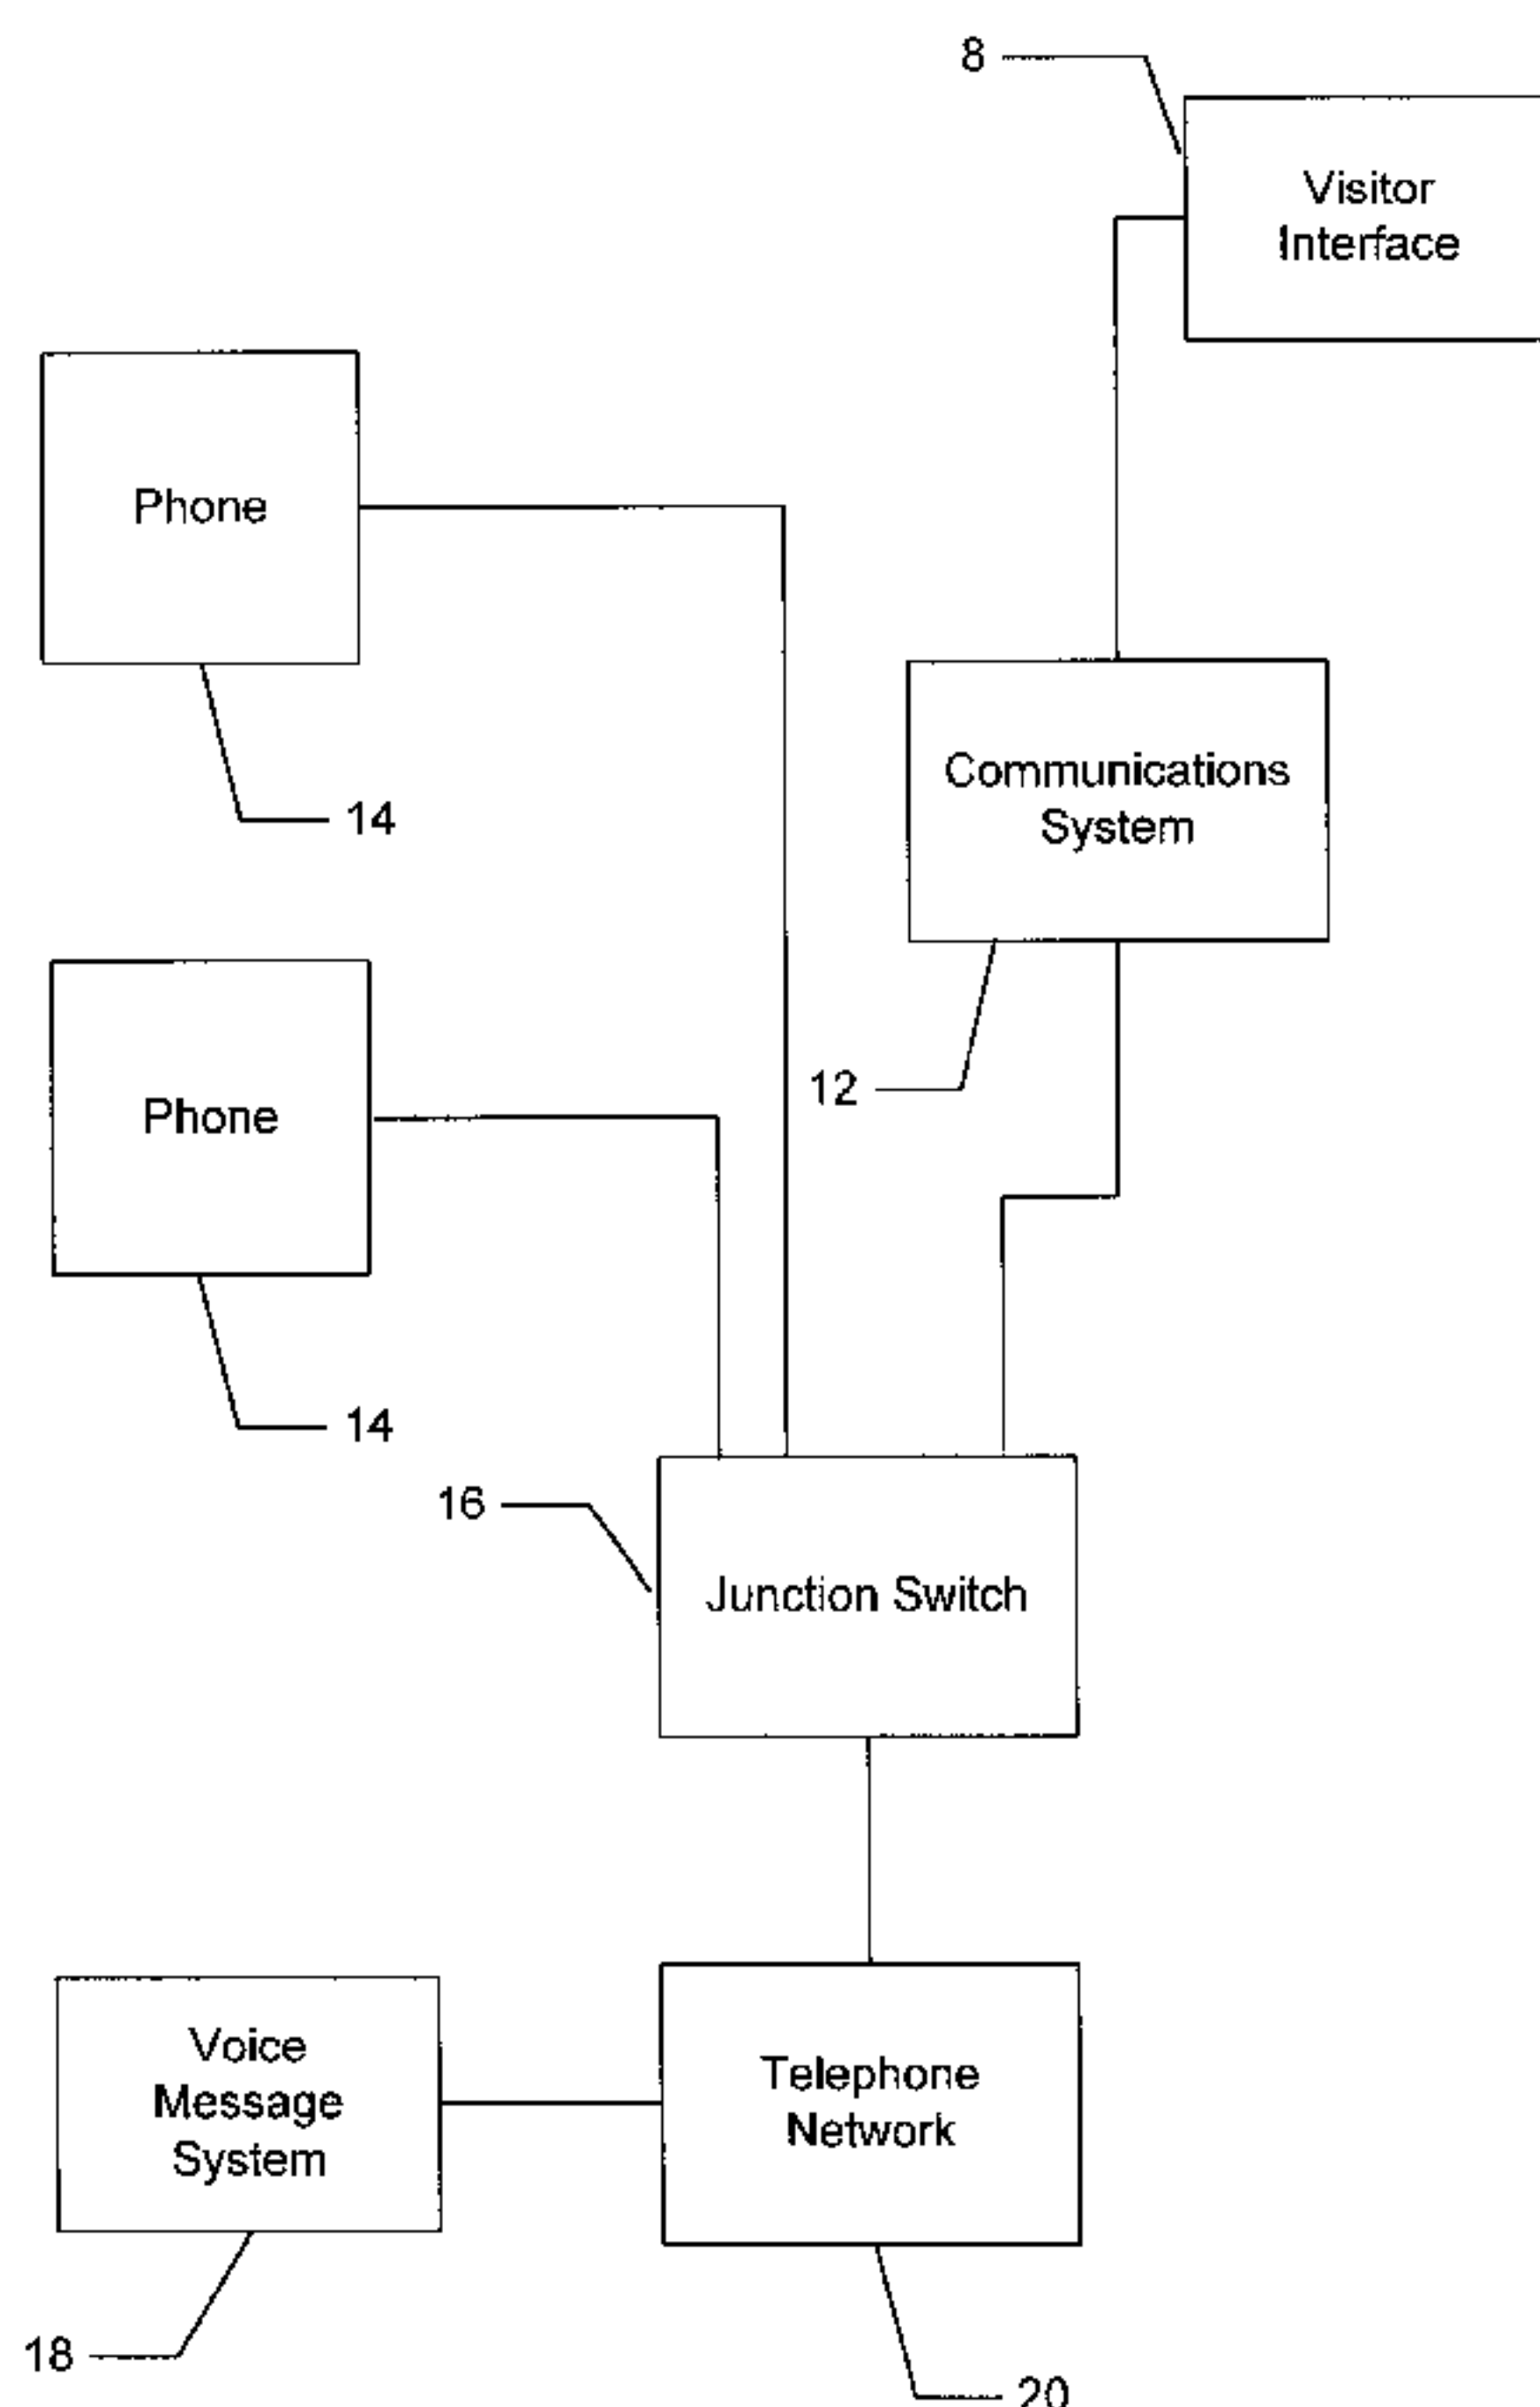 8
Visitor
Interface
Phone
14
Communications
System
12
Phone
14
16
Junction Switch
Voice
Message
System
Telephone
Network
18
20